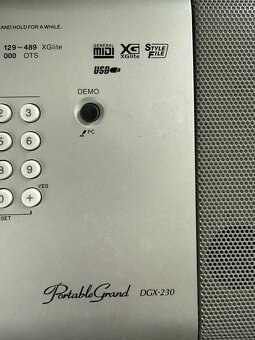 AND HOLD FOR A WHILE.
129~489 XGlite
000 OTS
GENERAL MIDI XG XGlite STYLE FILE
USB
DEMO
PC
3
6
9
YES
0 +
SET
PortableGrand DGX-230